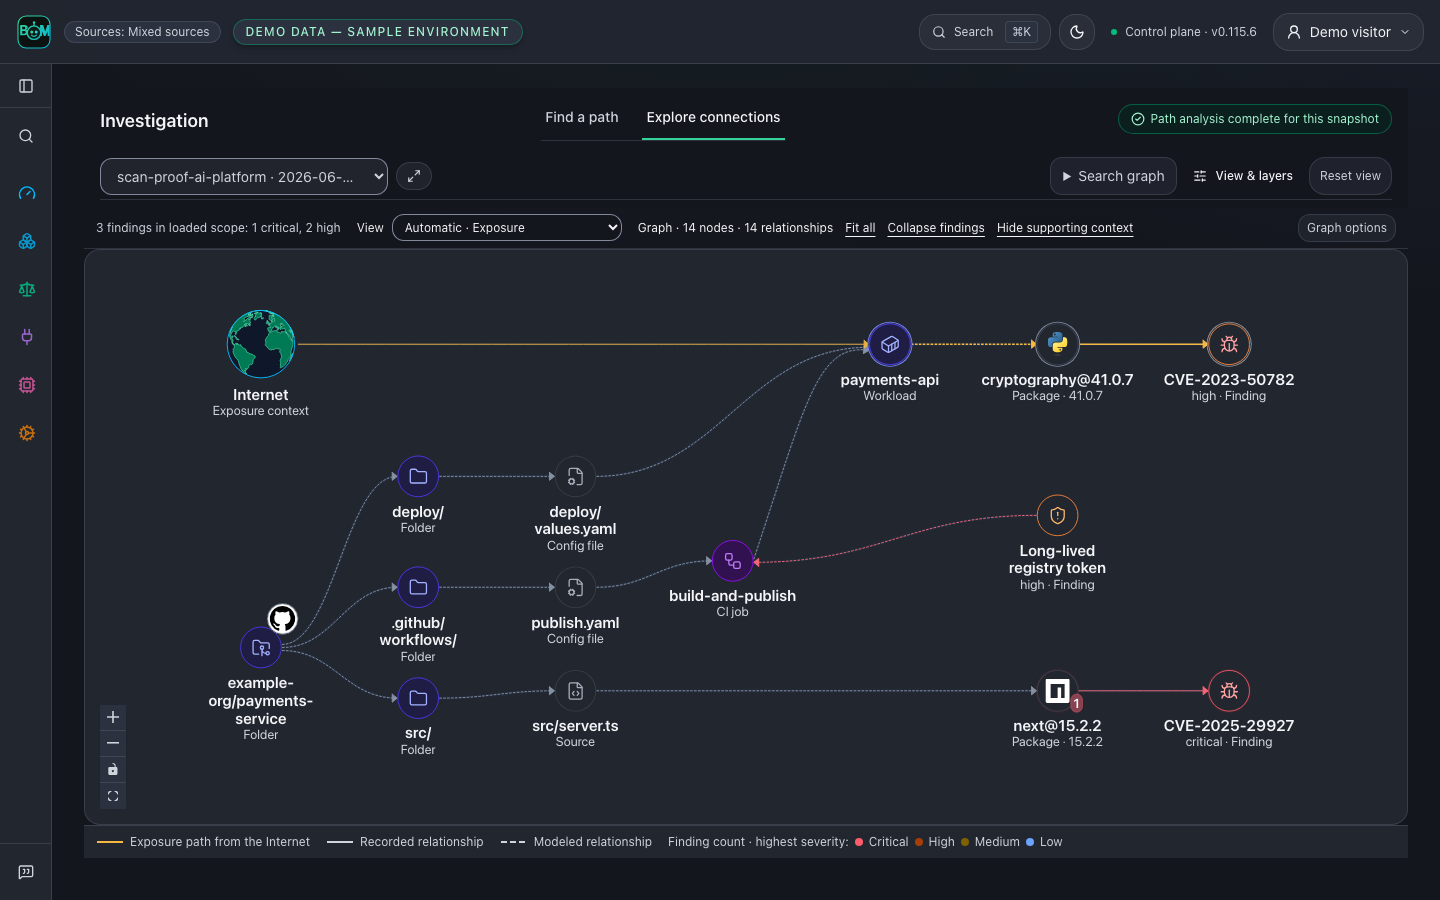 BOM
Sources: Mixed sources
DEMO DATA — SAMPLE ENVIRONMENT
Search ⌘K
Control plane · v0.115.6
Demo visitor
Investigation
Find a path
Explore connections
Path analysis complete for this snapshot
scan-proof-ai-platform · 2026-06-...
Search graph
View & layers
Reset view
3 findings in loaded scope: 1 critical, 2 high
View
Automatic · Exposure
Graph · 14 nodes · 14 relationships
Fit all
Collapse findings
Hide supporting context
Graph options
Internet
Exposure context
payments-api
Workload
cryptography@41.0.7
Package · 41.0.7
CVE-2023-50782
high · Finding
deploy/
Folder
deploy/
values.yaml
Config file
Long-lived
registry token
high · Finding
build-and-publish
CI job
.github/
workflows/
Folder
publish.yaml
Config file
example-
org/payments-
service
Folder
src/
Folder
src/server.ts
Source
1
next@15.2.2
Package · 15.2.2
CVE-2025-29927
critical · Finding
Exposure path from the Internet
Recorded relationship
Modeled relationship
Finding count · highest severity:
Critical
High
Medium
Low